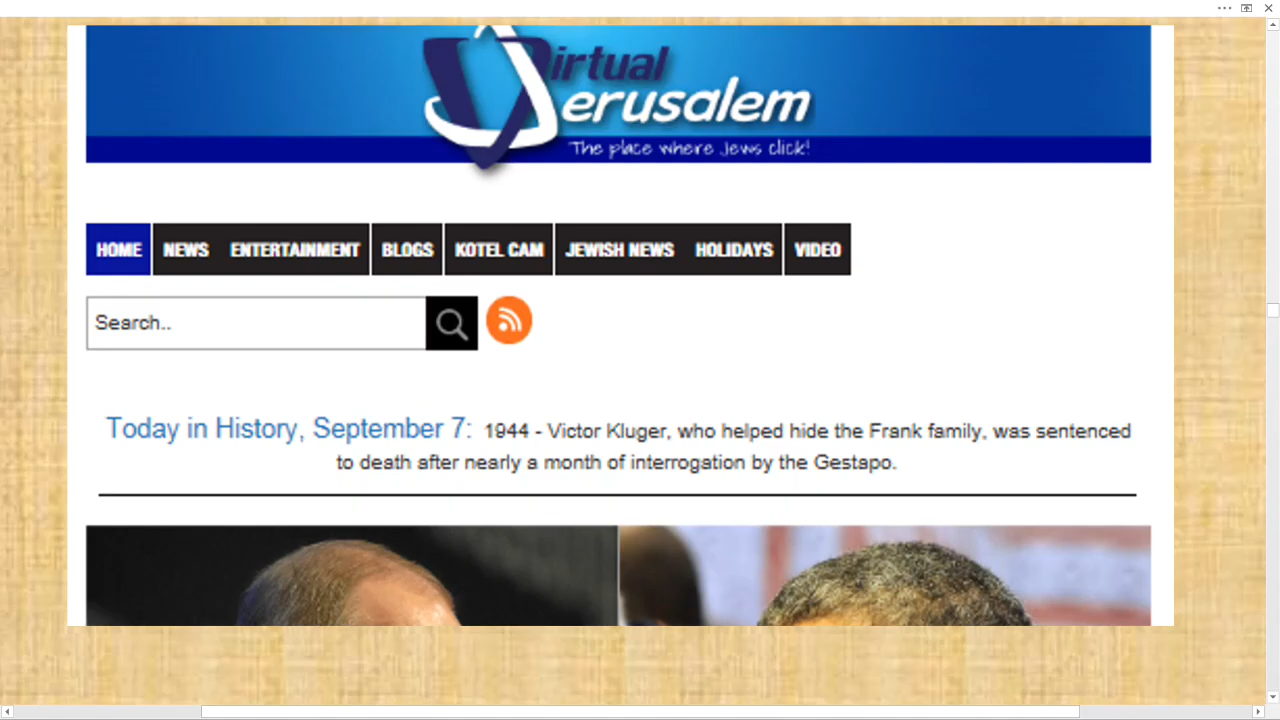 Virtual
Jerusalem
The place where Jews click!
HOME NEWS ENTERTAINMENT BLOGS KOTEL CAM JEWISH NEWS HOLIDAYS VIDEO
Search..
Today in History, September 7: 1944 - Victor Kluger, who helped hide the Frank family, was sentenced
to death after nearly a month of interrogation by the Gestapo.